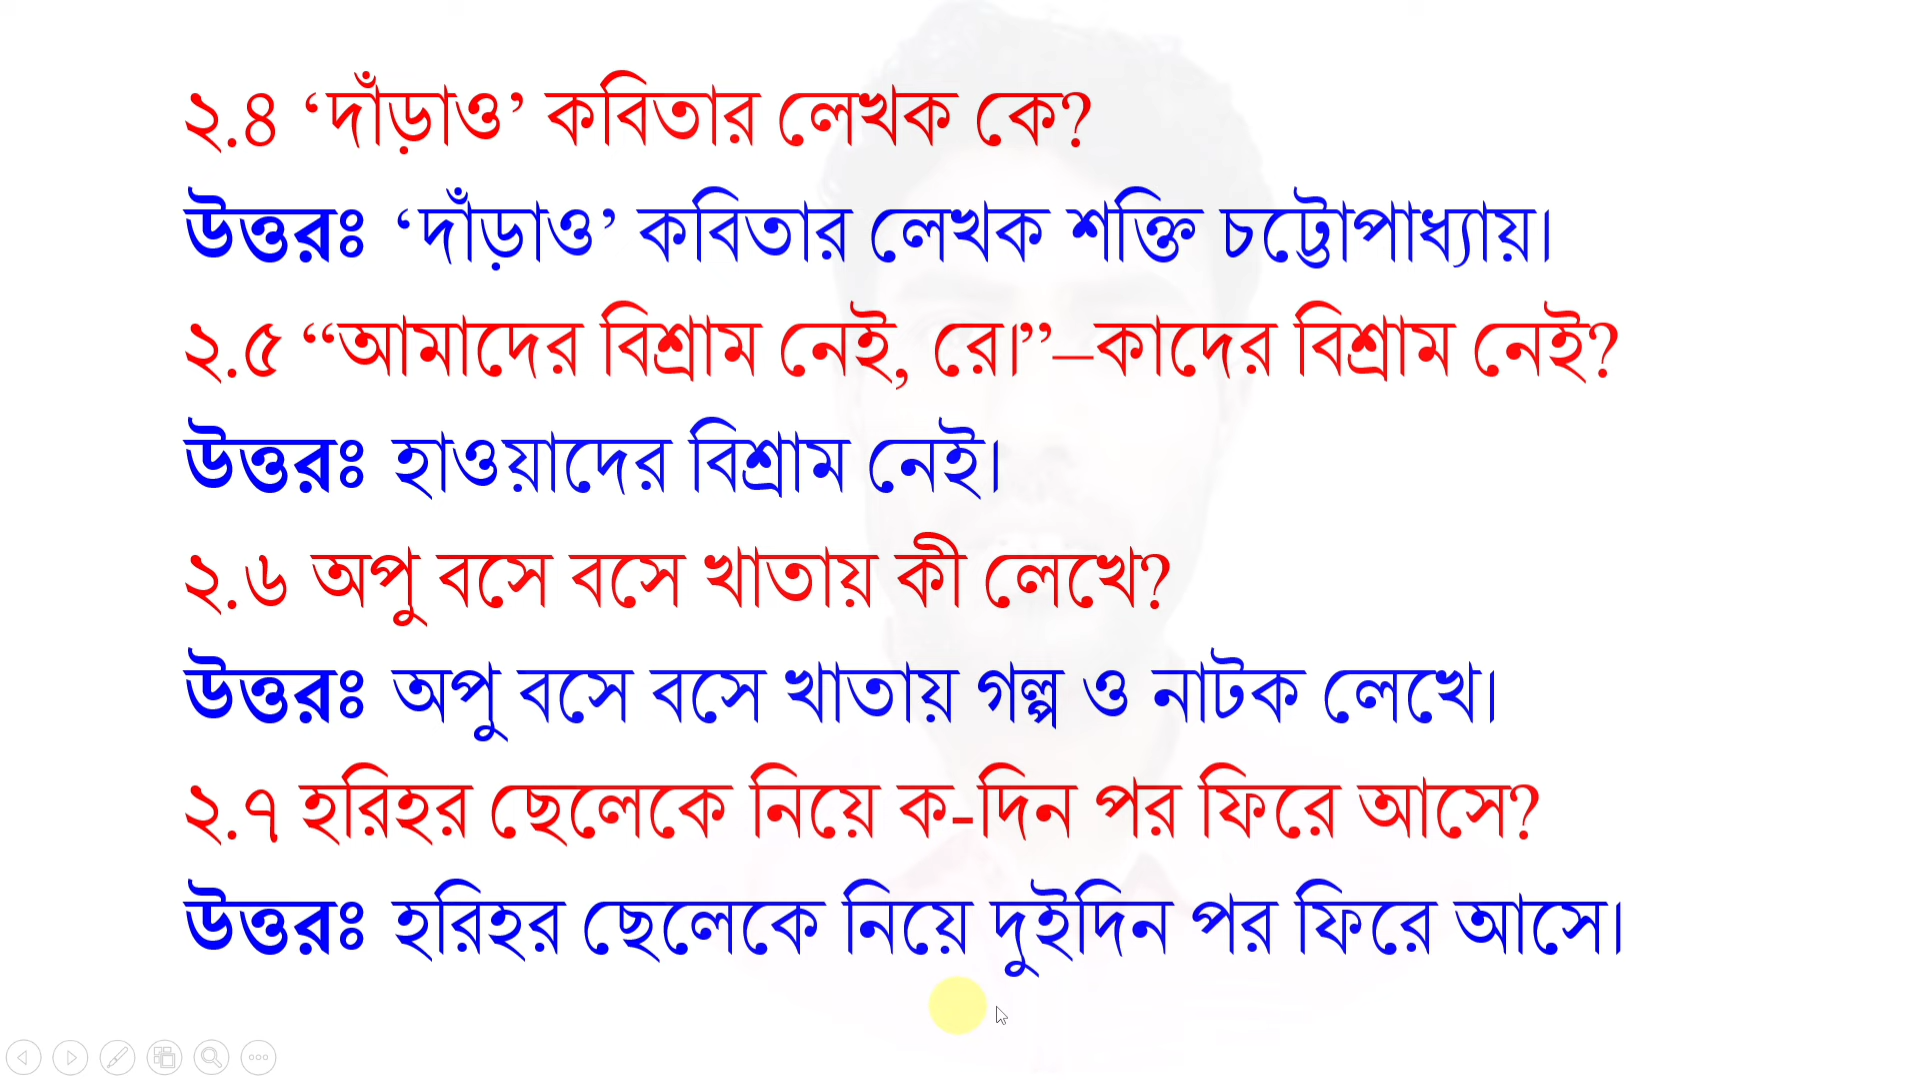 ২.৪ ‘দাঁড়াও’ কবিতার লেখক কে?
উত্তরঃ ‘দাঁড়াও’ কবিতার লেখক শক্তি চট্টোপাধ্যায়।
২.৫ “আমাদের বিশ্রাম নেই, রে।”–কাদের বিশ্রাম নেই?
উত্তরঃ হাওয়াদের বিশ্রাম নেই।
২.৬ অপু বসে বসে খাতায় কী লেখে?
উত্তরঃ অপু বসে বসে খাতায় গল্প ও নাটক লেখে।
২.৭ হরিহর ছেলেকে নিয়ে ক-দিন পর ফিরে আসে?
উত্তরঃ হরিহর ছেলেকে নিয়ে দুইদিন পর ফিরে আসে।